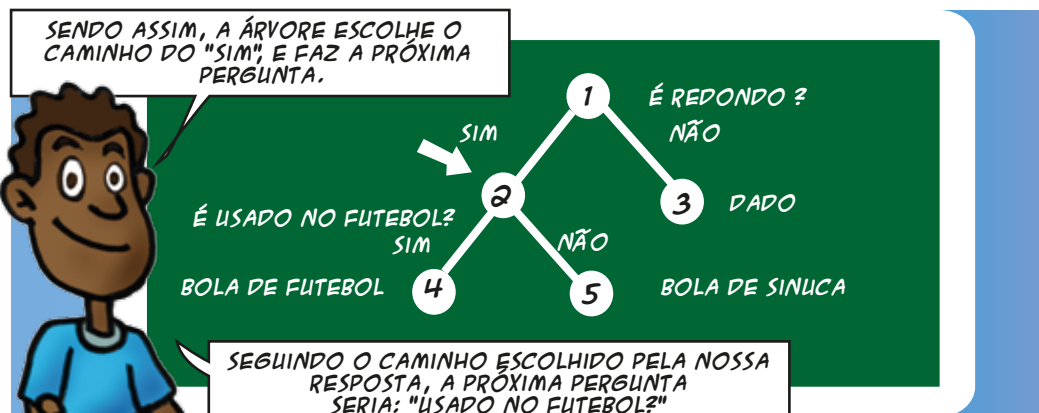 SENDO ASSIM, A ÁRVORE ESCOLHE O
CAMINHO DO "SIM", E FAZ A PRÓXIMA
PERGUNTA.
1
É REDONDO ?
SIM
NÃO
2
3
DADO
É USADO NO FUTEBOL?
SIM
NÃO
BOLA DE FUTEBOL
4
5
BOLA DE SINUCA
SEGUINDO O CAMINHO ESCOLHIDO PELA NOSSA
RESPOSTA, A PRÓXIMA PERGUNTA
SERIA: "USADO NO FUTEBOL?"